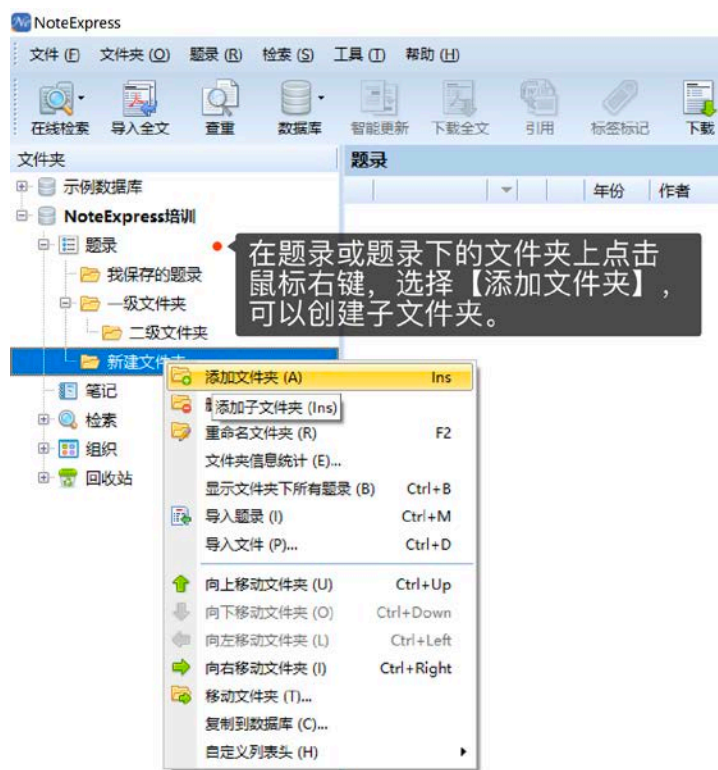 NoteExpress
文件 (F) 文件夹 (O) 题录 (R) 检索 (S) 工具 (T) 帮助 (H)
在线检索 导入全文 查重 数据库 智能更新 下载全文 引用 标签标记 下载
文件夹
题录
年份 作者
示例数据库
NoteExpress培训
题录
我保存的题录
一级文件夹
二级文件夹
新建文件夹
笔记
检索
组织
回收站
在题录或题录下的文件夹上点击
鼠标右键，选择【添加文件夹】，
可以创建子文件夹。
添加文件夹 (A) Ins
添加子文件夹 (Ins)
重命名文件夹 (R) F2
文件夹信息统计 (E)...
显示文件夹下所有题录 (B) Ctrl+B
导入题录 (I) Ctrl+M
导入文件 (P)... Ctrl+D
向上移动文件夹 (U) Ctrl+Up
向下移动文件夹 (O) Ctrl+Down
向左移动文件夹 (L) Ctrl+Left
向右移动文件夹 (I) Ctrl+Right
移动文件夹 (T)...
复制到数据库 (C)...
自定义列表头 (H)